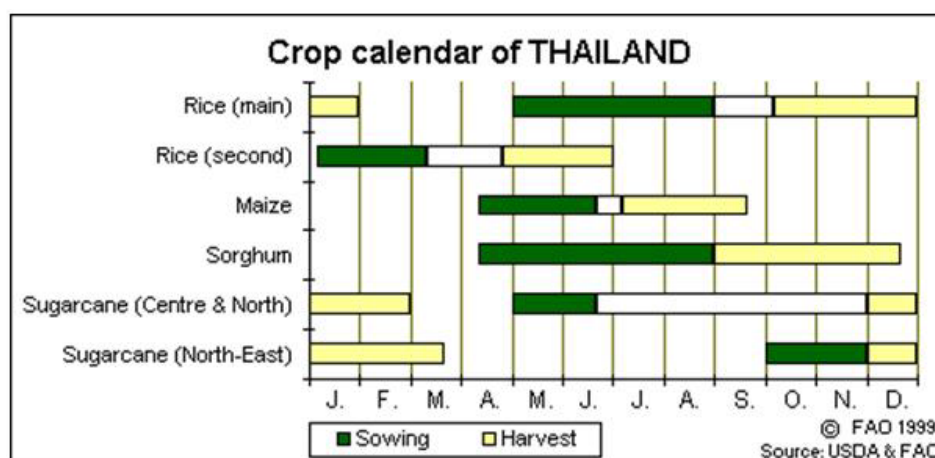 Crop calendar of THAILAND
Rice (main)
Rice (second)
Maize
Sorghum
Sugarcane (Centre & North)
Sugarcane (North-East)
J. F. M. A. M. J. J. A. S. O. N. D.
Sowing Harvest
© FAO 1999
Source: USDA & FAO